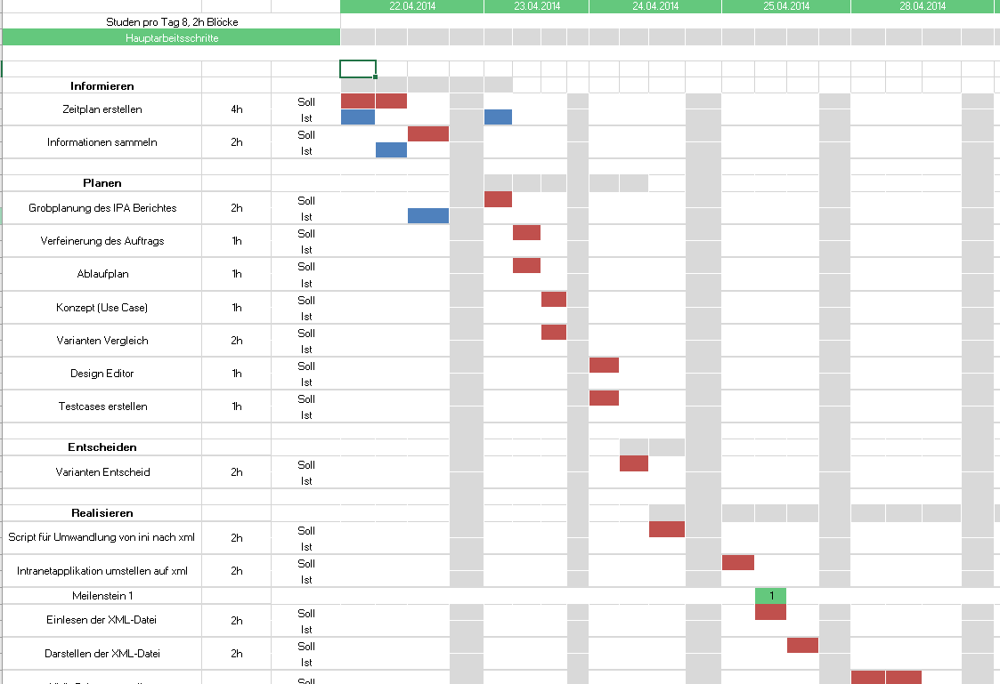 22.04.2014 23.04.2014 24.04.2014 25.04.2014 28.04.2014
Studen pro Tag 8, 2h Blöcke
Hauptarbeitsschritte
Informieren
Zeitplan erstellen 4h Soll
Ist
Informationen sammeln 2h Soll
Ist
Planen
Grobplanung des IPA Berichtes 2h Soll
Ist
Verfeinerung des Auftrags 1h Soll
Ist
Ablaufplan 1h Soll
Ist
Konzept (Use Case) 1h Soll
Ist
Varianten Vergleich 2h Soll
Ist
Design Editor 1h Soll
Ist
Testcases erstellen 1h Soll
Ist
Entscheiden
Varianten Entscheid 2h Soll
Ist
Realisieren
Script für Umwandlung von ini nach xml 2h Soll
Ist
Intranetapplikation umstellen auf xml 2h Soll
Ist
Meilenstein 1 1
Einlesen der XML-Datei 2h Soll
Ist
Darstellen der XML-Datei 2h Soll
Ist
Soll